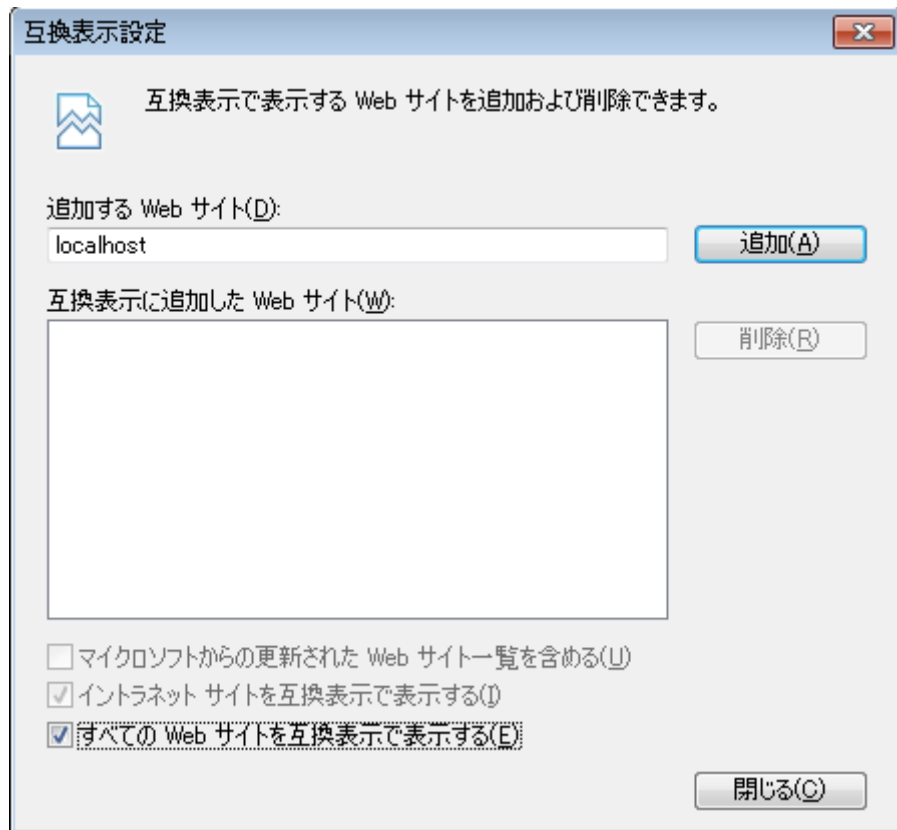 互換表示設定
互換表示で表示する Web サイトを追加および削除できます。
追加する Web サイト(D):
localhost
追加(A)
互換表示に追加した Web サイト(W):
削除(R)
マイクロソフトからの更新された Web サイト一覧を含める(U)
イントラネット サイトを互換表示で表示する(I)
すべての Web サイトを互換表示で表示する(E)
閉じる(C)